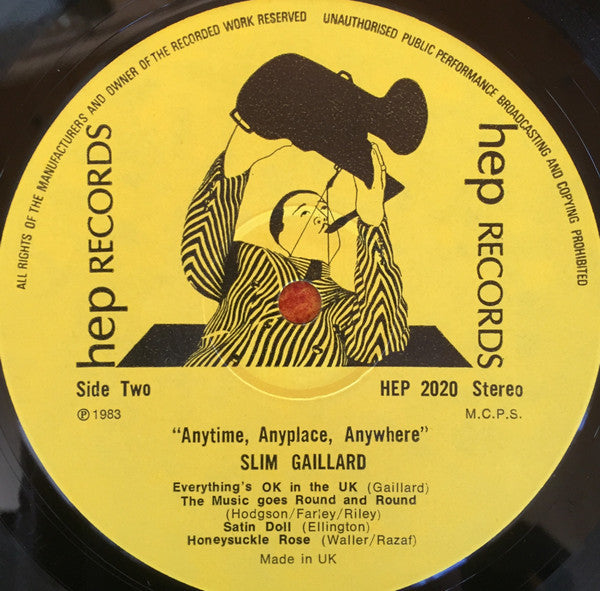 ALL RIGHTS OF THE MANUFACTURERS AND OWNER OF THE RECORDED WORK RESERVED UNAUTHORISED PUBLIC PERFORMANCE BROADCASTING AND COPYING PROHIBITED
hep RECORDS
hep RECORDS
Side Two
HEP 2020 Stereo
℗ 1983
M.C.P.S.
"Anytime, Anyplace, Anywhere"
SLIM GAILLARD
Everything's OK in the UK (Gaillard)
The Music goes Round and Round
(Hodgson/Farley/Riley)
Satin Doll (Ellington)
Honeysuckle Rose (Waller/Razaf)
Made in UK